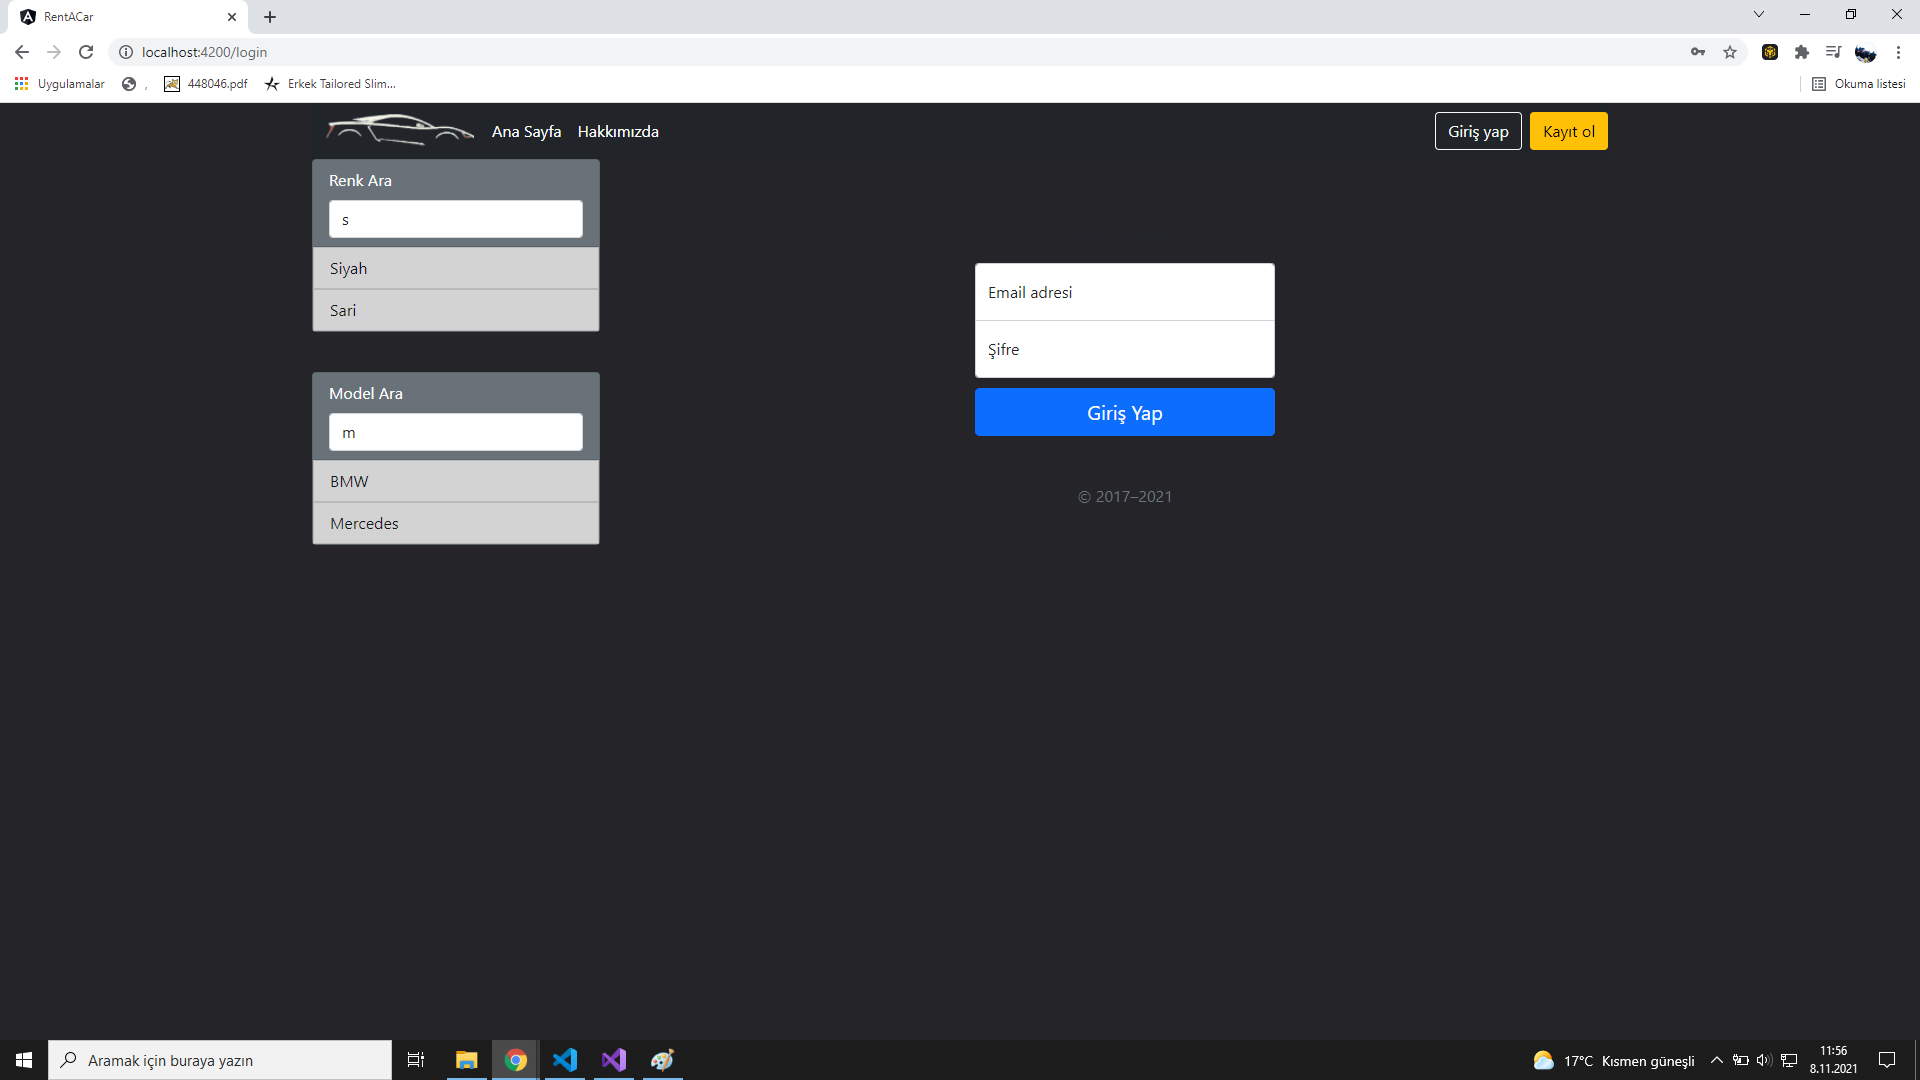 RentACar
localhost:4200/login
Uygulamalar , 448046.pdf Erkek Tailored Slim... Okuma listesi
Ana Sayfa Hakkımızda Giriş yap Kayıt ol
Renk Ara
s
Siyah
Sari
Email adresi
Şifre
Giriş Yap
© 2017–2021
Model Ara
m
BMW
Mercedes
Aramak için buraya yazın 17°C Kısmen güneşli 11:56
8.11.2021